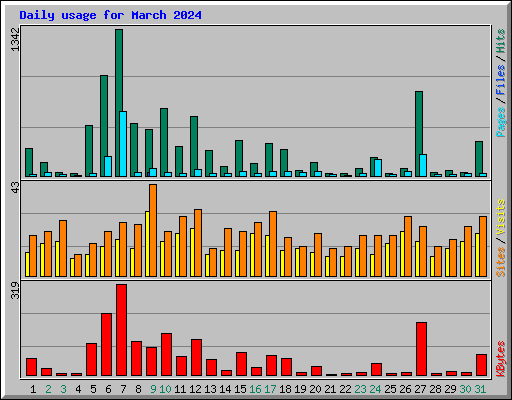 Daily usage for March 2024
1342
Pages / Files / Hits
43
Sites / Visits
319
KBytes
1 2 3 4 5 6 7 8 9 10 11 12 13 14 15 16 17 18 19 20 21 22 23 24 25 26 27 28 29 30 31